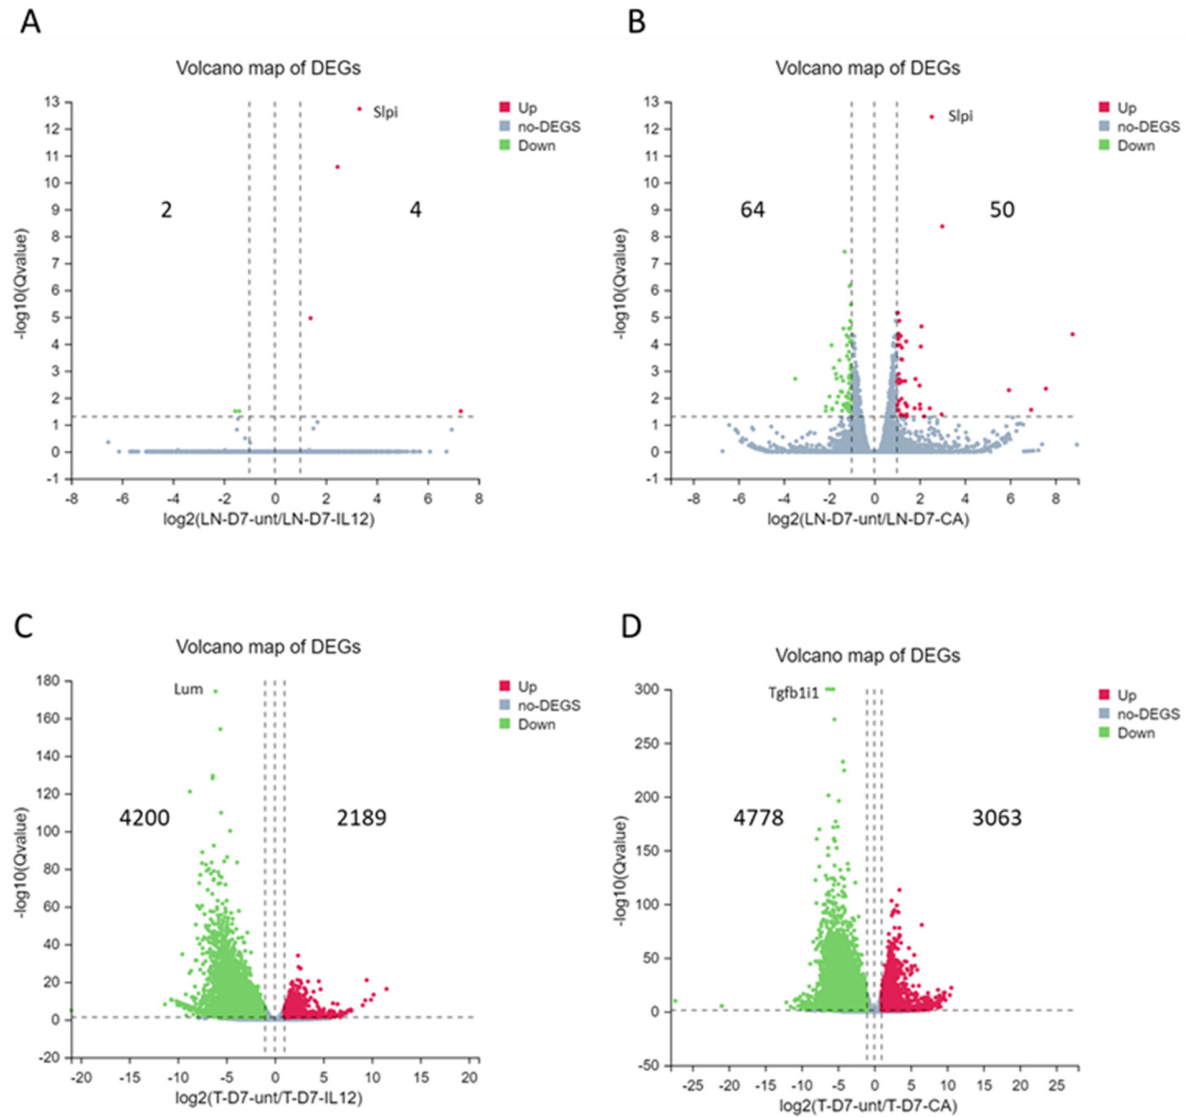 A
Volcano map of DEGs
13
12
11
10
9
8
7
6
5
4
3
2
1
0
-1
-log10(Qvalue)
2
4
Slpi
Up
no-DEGS
Down
-8 -6 -4 -2 0 2 4 6 8
log2(LN-D7-unt/LN-D7-IL12)
B
Volcano map of DEGs
13
12
11
10
9
8
7
6
5
4
3
2
1
0
-1
-log10(Qvalue)
64
50
Slpi
Up
no-DEGS
Down
-8 -6 -4 -2 0 2 4 6 8
log2(LN-D7-unt/LN-D7-CA)
C
Volcano map of DEGs
180
160
140
120
100
80
60
40
20
0
-20
-log10(Qvalue)
Lum
4200
2189
Up
no-DEGS
Down
-20 -15 -10 -5 0 5 10 15 20
log2(T-D7-unt/T-D7-IL12)
D
Volcano map of DEGs
300
250
200
150
100
50
0
-50
-log10(Qvalue)
Tgfb1i1
4778
3063
Up
no-DEGS
Down
-25 -20 -15 -10 -5 0 5 10 15 20 25
log2(T-D7-unt/T-D7-CA)